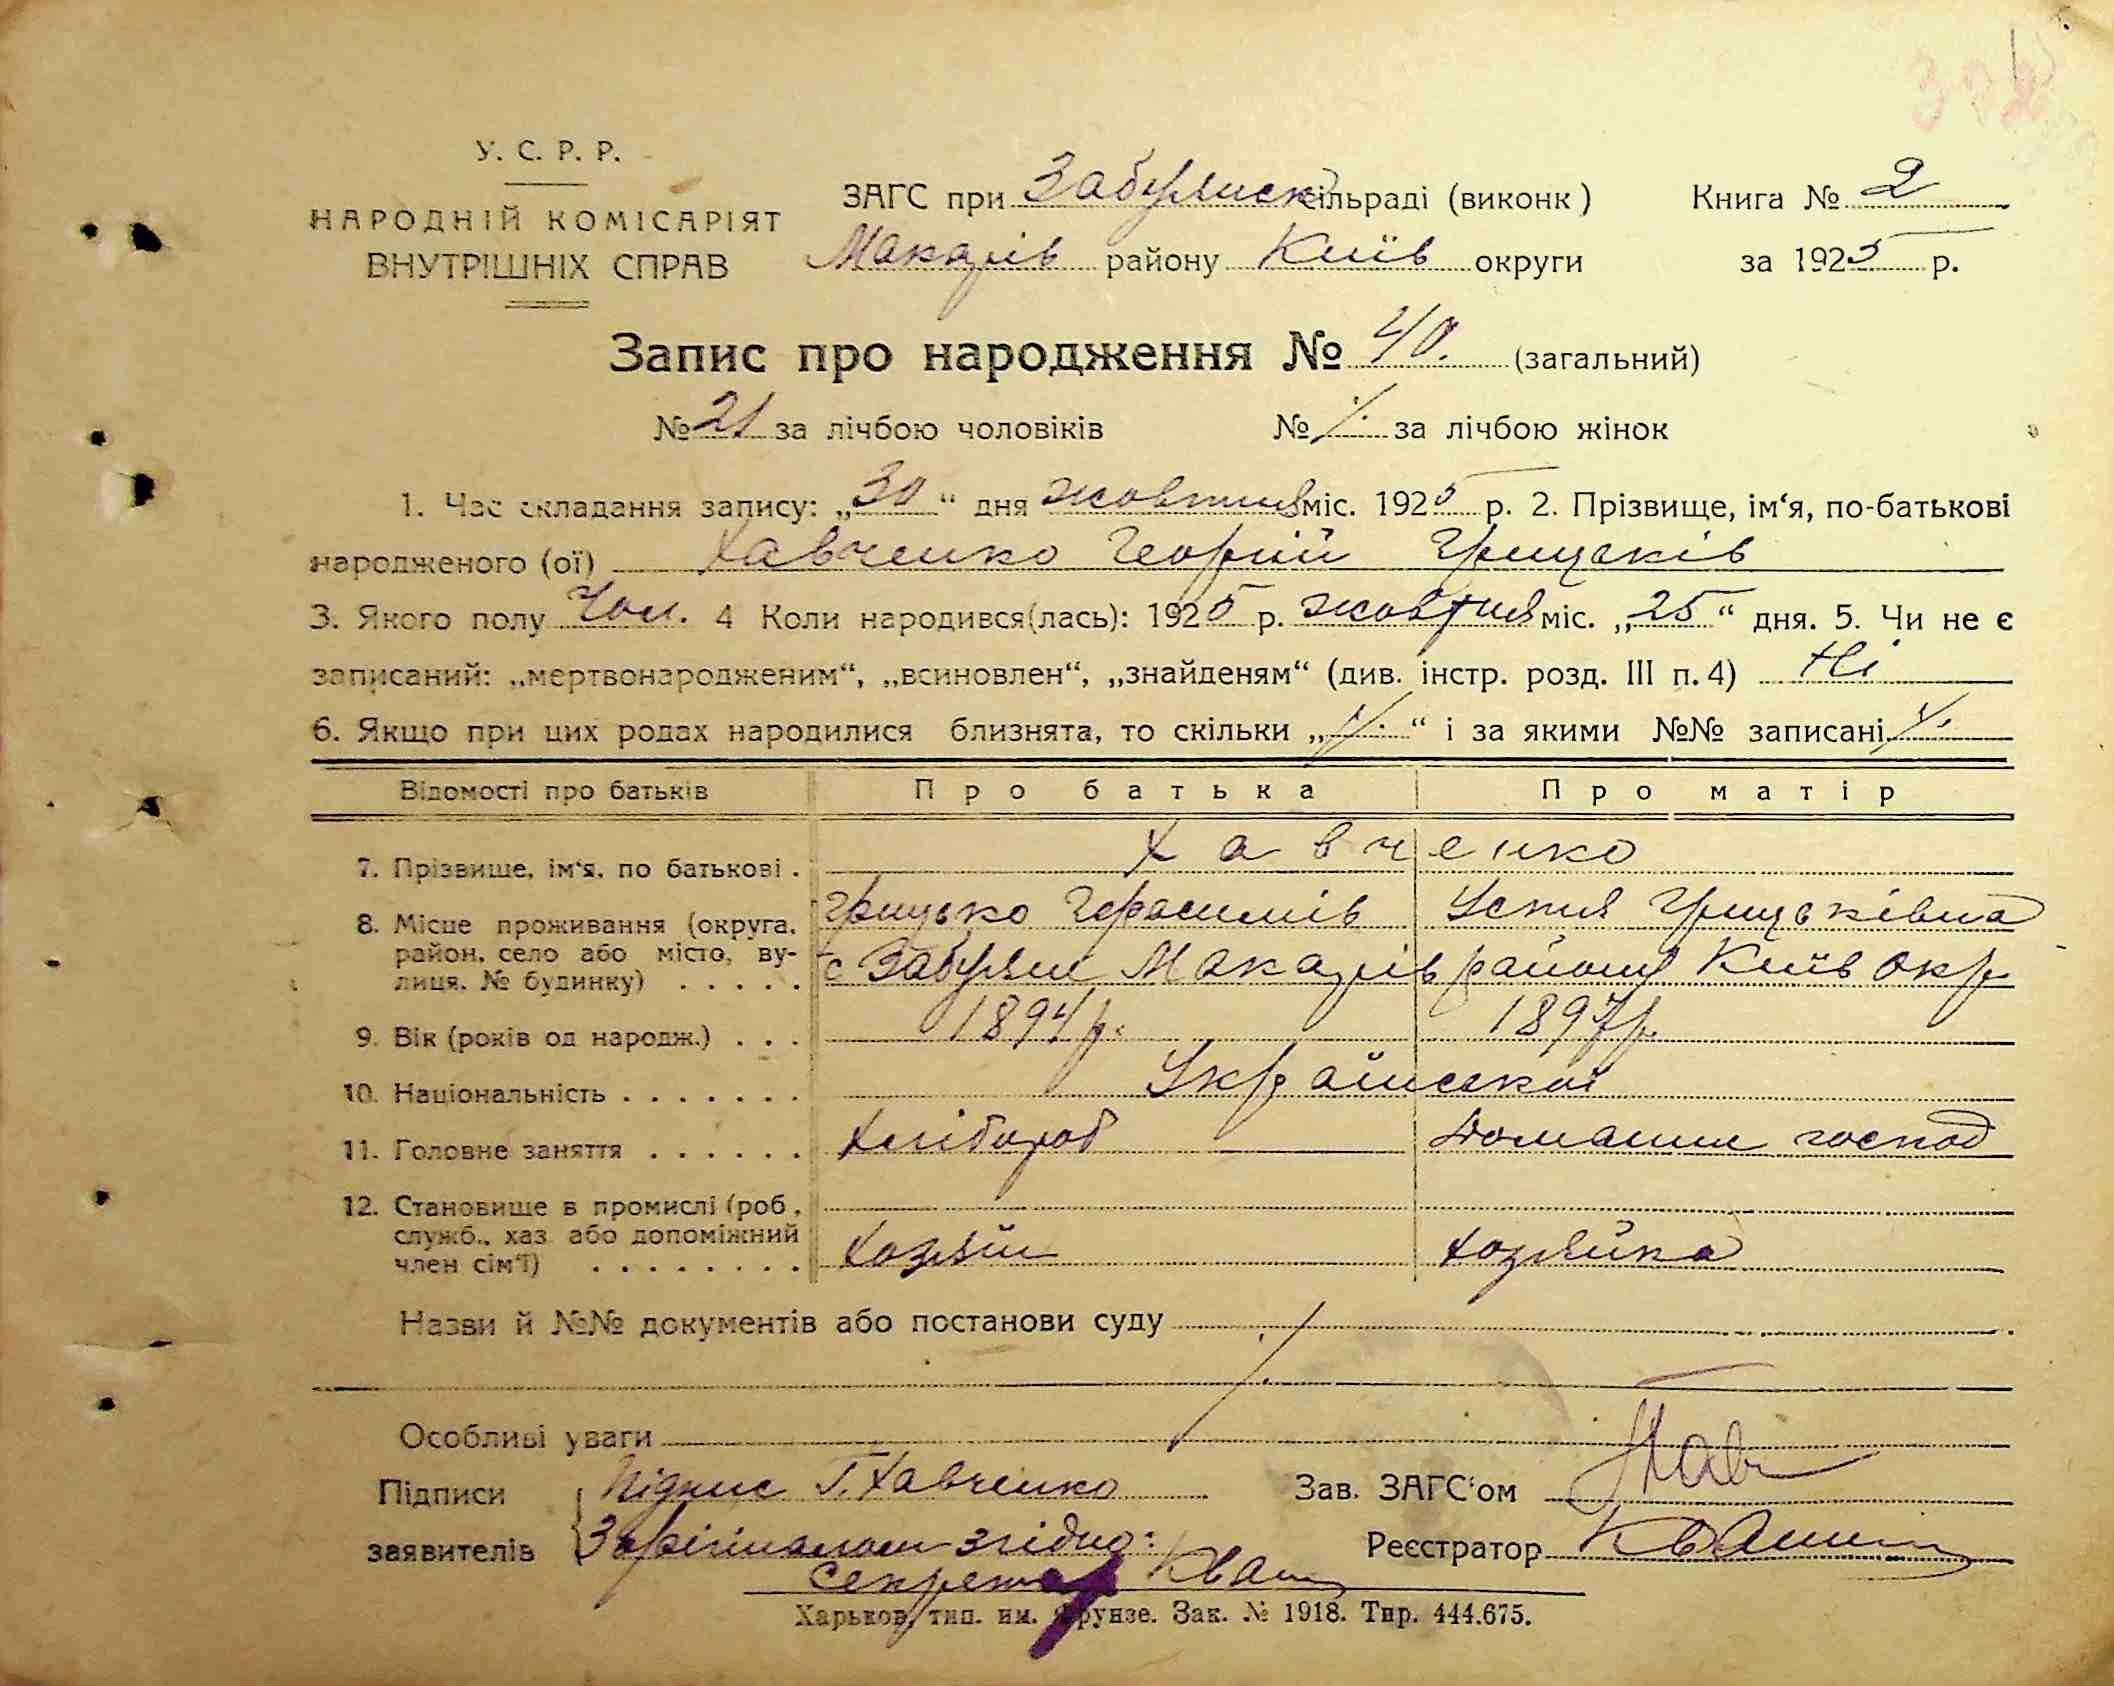 У. С. Р. Р.
НАРОДНІЙ КОМІСАРІЯТ
ВНУТРІШНІХ СПРАВ
ЗАГС при Забуянск сільраді (виконк) Книга № 2
Макарів району Київ округи за 1925 р.
Запис про народження № 40. (загальний)
№ 21 за лічбою чоловіків № ⁒ за лічбою жінок
1. Час складання запису: „30“ дня жовтня міс. 1925 р. 2. Прізвище, ім‘я, по-батькові
народженого (ої) Хавченко Георгій Грицьків
3. Якого полу Чол. 4 Коли народився(лась): 1925 р. жовтня міс. „25“ дня. 5. Чи не є
записаний: „мертвонародженим“, „всиновлен“, „знайденям“ (див. інстр. розд. III п. 4) Ні
6. Якщо при цих родах народилися близнята, то скільки „⁒“ і за якими №№ записані ⁒
Відомості про батьків Про батька Про матір
7. Прізвише, ім‘я, по батькові . Хавченко
8. Місце проживання (округа, Грицько Герасимів Устя Грицьківна
район, село або місто, ву- с Забуяни Макарів району Київ окр
лиця, № будинку) . . . . .
9. Вік (років од народж.) . . . 1894 р. 1897 р.
10. Національність . . . . . . . Української
11. Головне заняття . . . . . . Хлібороб Домашнє господ
12. Становише в промислі (роб.,
служб., хаз або допоміжний Хозяїн Хозяйка
член сім‘ї) . . . . . . . .
Назви й №№ документів або постанови суду ⁒
Особливі уваги
Підписи Підпис Г. Хавченко Зав. ЗАГС‘ом
заявителів З орігіналом згідно: Реєстратор
Секретар
Харьков, тип. им. Фрунзе. Зак. № 1918. Тир. 444.675.